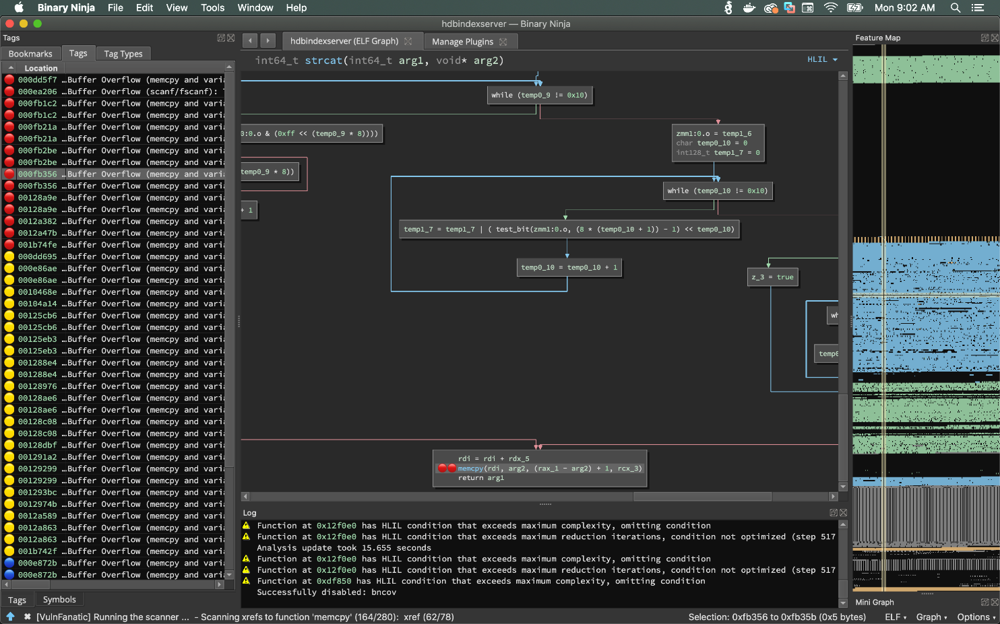 Binary Ninja File Edit View Tools Window Help
Mon 9:02 AM
hdbindexserver — Binary Ninja
Tags
Bookmarks Tags Tag Types
Location
000dd5f7 …Buffer Overflow (memcpy and vari
000ea206 …Buffer Overflow (scanf/fscanf):
000fb1c2 …Buffer Overflow (memcpy and vari
000fb1c2 …Buffer Overflow (memcpy and vari
000fb21a …Buffer Overflow (memcpy and vari
000fb21a …Buffer Overflow (memcpy and vari
000fb2be …Buffer Overflow (memcpy and vari
000fb2be …Buffer Overflow (memcpy and vari
000fb356 …Buffer Overflow (memcpy and vari
000fb356 …Buffer Overflow (memcpy and vari
00128a9e …Buffer Overflow (memcpy and vari
00128a9e …Buffer Overflow (memcpy and vari
0012a382 …Buffer Overflow (memcpy and vari
0012a47b …Buffer Overflow (memcpy and vari
001b74fe …Buffer Overflow (memcpy and vari
000dd695 …Buffer Overflow (memcpy and vari
000e86ae …Buffer Overflow (memcpy and vari
000e86ae …Buffer Overflow (memcpy and vari
0010468e …Buffer Overflow (memcpy and vari
00104a14 …Buffer Overflow (memcpy and vari
00125cb6 …Buffer Overflow (memcpy and vari
00125cb6 …Buffer Overflow (memcpy and vari
00125eb3 …Buffer Overflow (memcpy and vari
00125eb3 …Buffer Overflow (memcpy and vari
001288e4 …Buffer Overflow (memcpy and vari
001288e4 …Buffer Overflow (memcpy and vari
00128976 …Buffer Overflow (memcpy and vari
00128ae6 …Buffer Overflow (memcpy and vari
00128ae6 …Buffer Overflow (memcpy and vari
00128c08 …Buffer Overflow (memcpy and vari
00128c08 …Buffer Overflow (memcpy and vari
00128dbf …Buffer Overflow (memcpy and vari
001291a2 …Buffer Overflow (memcpy and vari
00129299 …Buffer Overflow (memcpy and vari
00129299 …Buffer Overflow (memcpy and vari
001293bc …Buffer Overflow (memcpy and vari
0012974b …Buffer Overflow (memcpy and vari
0012a589 …Buffer Overflow (memcpy and vari
0012a863 …Buffer Overflow (memcpy and vari
0012a863 …Buffer Overflow (memcpy and vari
001b742f …Buffer Overflow (memcpy and vari
000e872b …Buffer Overflow (memcpy and vari
000e872b …Buffer Overflow (memcpy and vari
Tags Symbols
hdbindexserver (ELF Graph) Manage Plugins
int64_t strcat(int64_t arg1, void* arg2)
HLIL
while (temp0_9 != 0x10)
0:0.o & (0xff << (temp0_9 * 8))))
temp0_9 * 8))
+ 1
zmm1:0.o = temp1_6
char temp0_10 = 0
int128_t temp1_7 = 0
while (temp0_10 != 0x10)
temp1_7 = temp1_7 | ( test_bit(zmm1:0.o, (8 * (temp0_10 + 1)) - 1) << temp0_10)
temp0_10 = temp0_10 + 1
z_3 = true
wh
temp0
rdi = rdi + rdx_5
memcpy(rdi, arg2, (rax_1 - arg2) + 1, rcx_3)
return arg1
Log
Function at 0x12f0e0 has HLIL condition that exceeds maximum complexity, omitting condition
Function at 0x12f0e0 has HLIL condition that exceeds maximum reduction iterations, condition not optimized (step 517
Analysis update took 15.655 seconds
Function at 0x12f0e0 has HLIL condition that exceeds maximum complexity, omitting condition
Function at 0x12f0e0 has HLIL condition that exceeds maximum reduction iterations, condition not optimized (step 517
Function at 0xdf850 has HLIL condition that exceeds maximum complexity, omitting condition
Successfully disabled: bncov
Feature Map
Mini Graph
[VulnFanatic] Running the scanner ... - Scanning xrefs to function 'memcpy' (164/280): xref (62/78)
Selection: 0xfb356 to 0xfb35b (0x5 bytes) ELF Graph Options